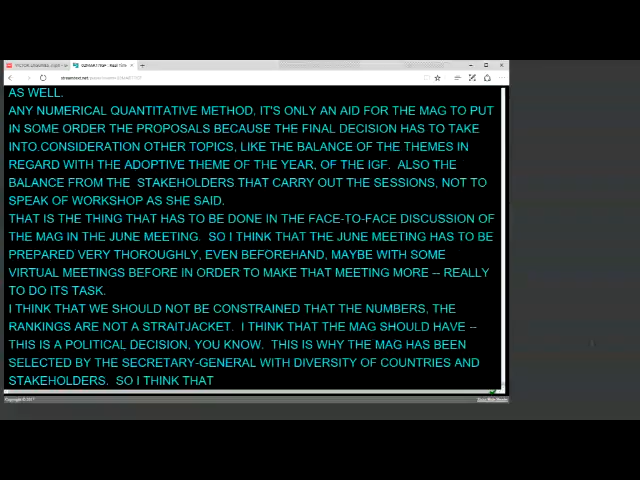 streamtext.net
AS WELL.
ANY NUMERICAL QUANTITATIVE METHOD, IT'S ONLY AN AID FOR THE MAG TO PUT
IN SOME ORDER THE PROPOSALS BECAUSE THE FINAL DECISION HAS TO TAKE
INTO CONSIDERATION OTHER TOPICS, LIKE THE BALANCE OF THE THEMES IN
REGARD WITH THE ADOPTIVE THEME OF THE YEAR, OF THE IGF.  ALSO THE
BALANCE FROM THE  STAKEHOLDERS THAT CARRY OUT THE SESSIONS, NOT TO
SPEAK OF WORKSHOP AS SHE SAID.
THAT IS THE THING THAT HAS TO BE DONE IN THE FACE-TO-FACE DISCUSSION OF
THE MAG IN THE JUNE MEETING.  SO I THINK THAT THE JUNE MEETING HAS TO BE
PREPARED VERY THOROUGHLY, EVEN BEFOREHAND, MAYBE WITH SOME
VIRTUAL MEETINGS BEFORE IN ORDER TO MAKE THAT MEETING MORE -- REALLY
TO DO ITS TASK.
I THINK THAT WE SHOULD NOT BE CONSTRAINED THAT THE NUMBERS, THE
RANKINGS ARE NOT A STRAITJACKET.  I THINK THAT THE MAG SHOULD HAVE --
THIS IS A POLITICAL DECISION, YOU KNOW.  THIS IS WHY THE MAG HAS BEEN
SELECTED BY THE SECRETARY-GENERAL WITH DIVERSITY OF COUNTRIES AND
STAKEHOLDERS.  SO I THINK THAT